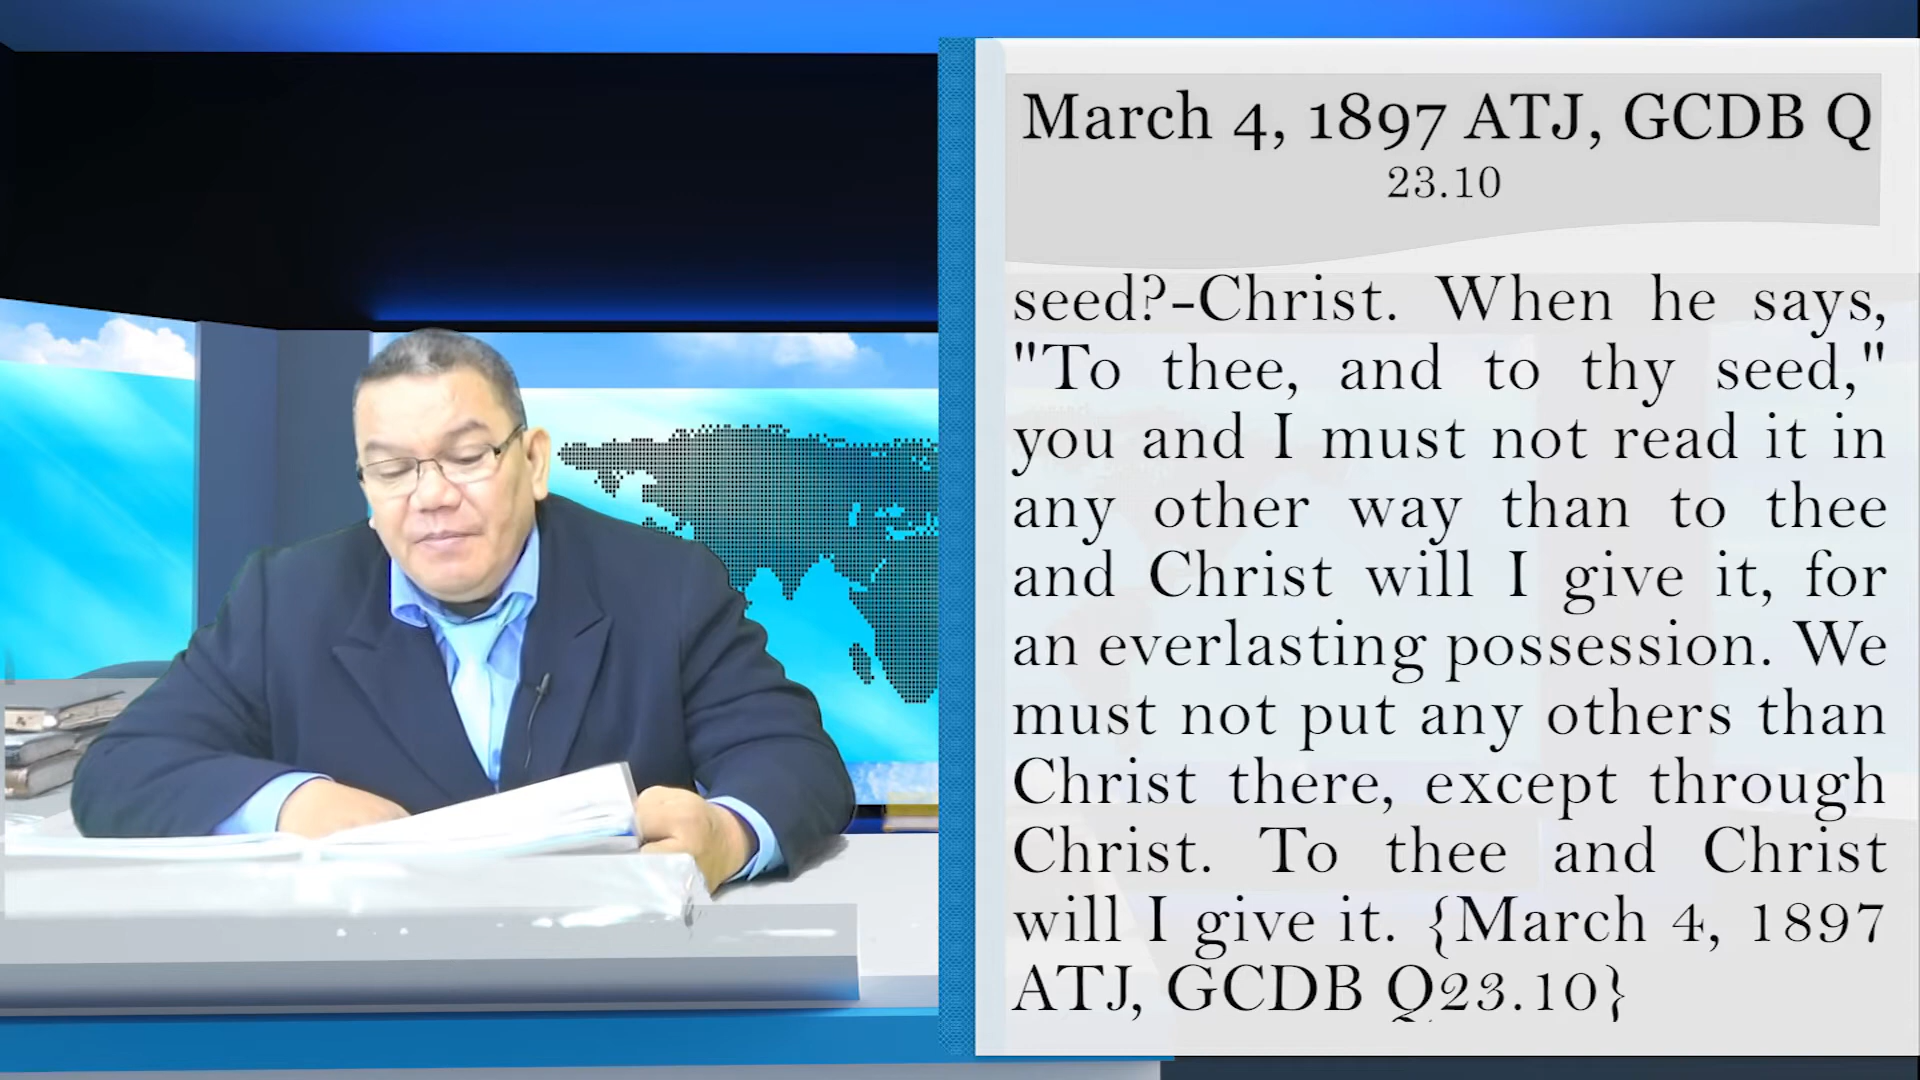 March 4, 1897 ATJ, GCDB Q
23.10
seed?-Christ. When he says,
"To thee, and to thy seed,"
you and I must not read it in
any other way than to thee
and Christ will I give it, for
an everlasting possession. We
must not put any others than
Christ there, except through
Christ. To thee and Christ
will I give it. {March 4, 1897
ATJ, GCDB Q23.10}